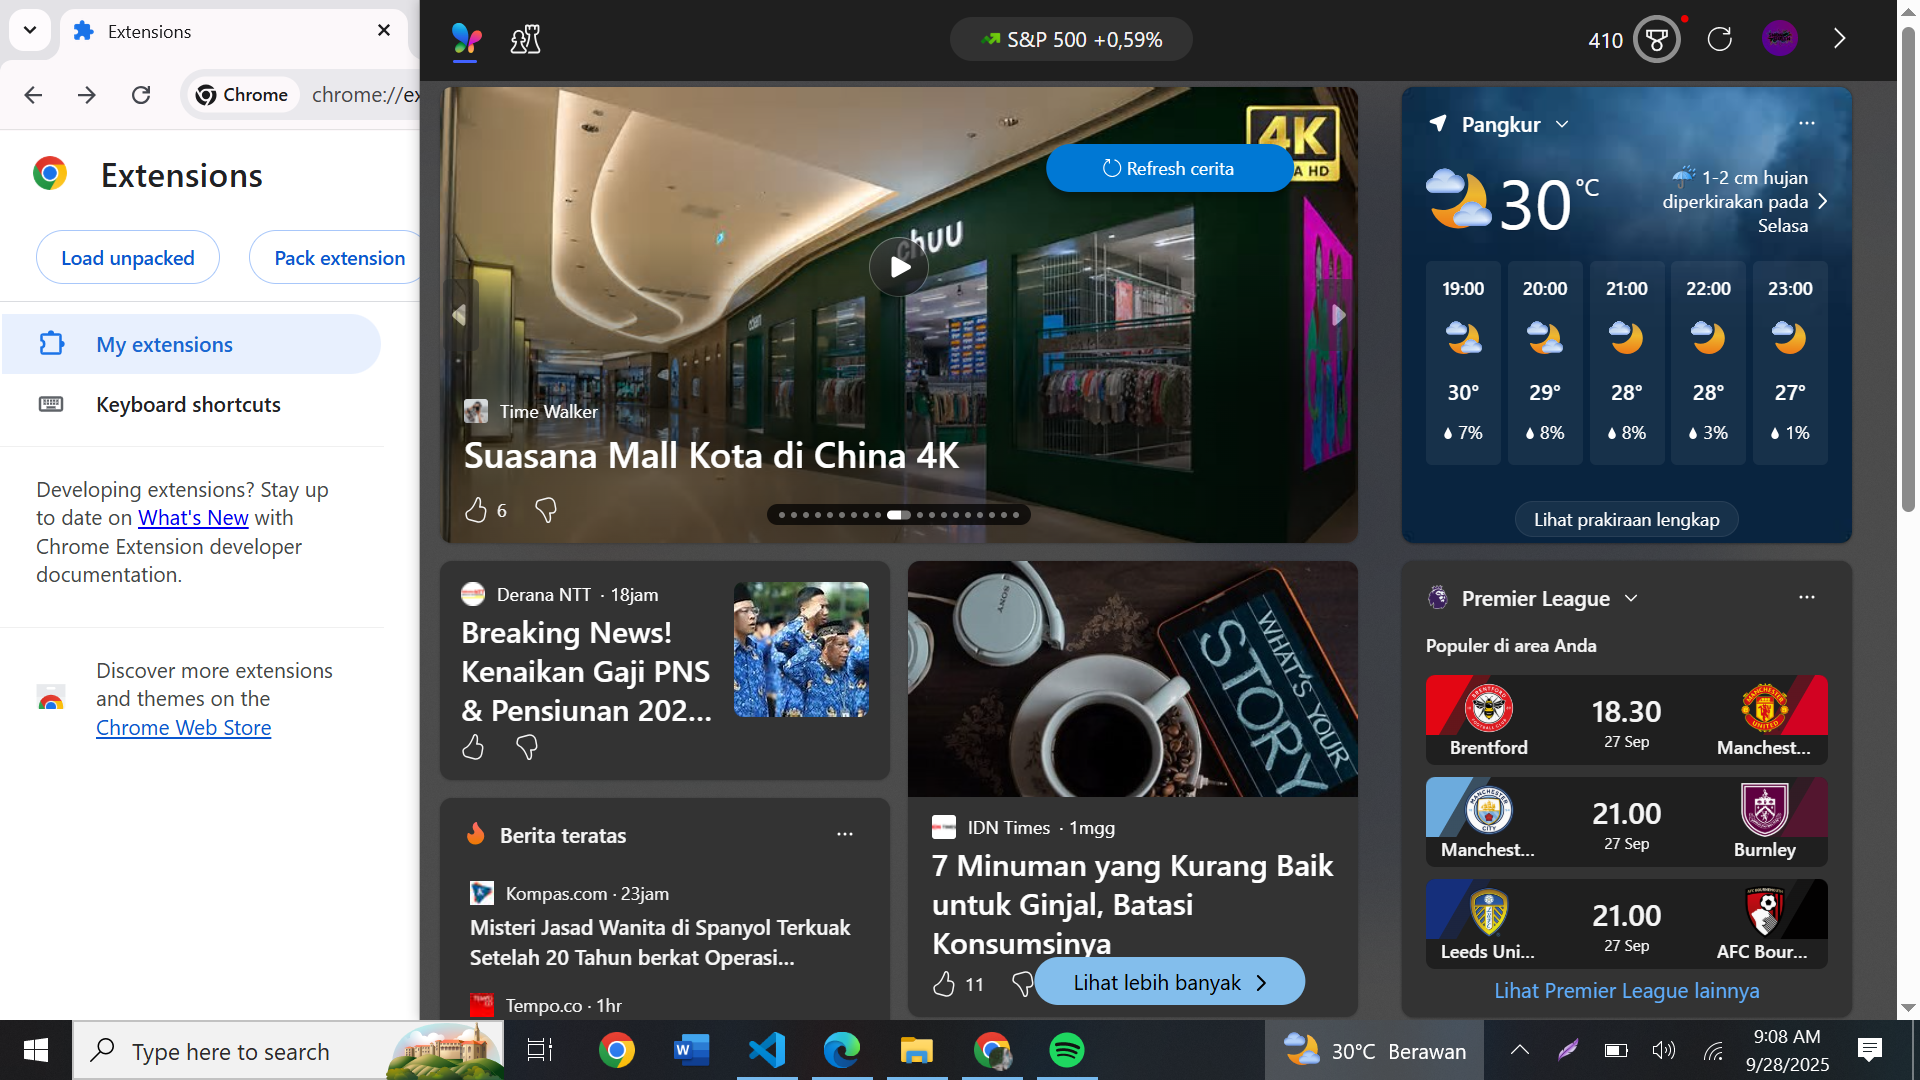 Extensions
Chrome
chrome://ex
Extensions
Load unpacked
Pack extension
My extensions
Keyboard shortcuts
Developing extensions? Stay up
to date on What's New with
Chrome Extension developer
documentation.
Discover more extensions
and themes on the
Chrome Web Store
S&P 500 +0,59%
410
4K
A HD
Refresh cerita
chuu
Time Walker
Suasana Mall Kota di China 4K
6
Pangkur
30 °C
1-2 cm hujan
diperkirakan pada
Selasa
19:00 20:00 21:00 22:00 23:00
30° 29° 28° 28° 27°
7% 8% 8% 3% 1%
Lihat prakiraan lengkap
Derana NTT · 18jam
Breaking News!
Kenaikan Gaji PNS
& Pensiunan 202...
SONY
WHAT'S YOUR
STORY
IDN Times · 1mgg
7 Minuman yang Kurang Baik
untuk Ginjal, Batasi
Konsumsinya
11
Lihat lebih banyak
Berita teratas
Kompas.com · 23jam
Misteri Jasad Wanita di Spanyol Terkuak
Setelah 20 Tahun berkat Operasi...
Tempo.co · 1hr
Premier League
Populer di area Anda
Brentford
18.30
27 Sep
Manchest...
Manchest...
21.00
27 Sep
Burnley
Leeds Uni...
21.00
27 Sep
AFC Bour...
Lihat Premier League lainnya
Type here to search
30°C Berawan
9:08 AM
9/28/2025